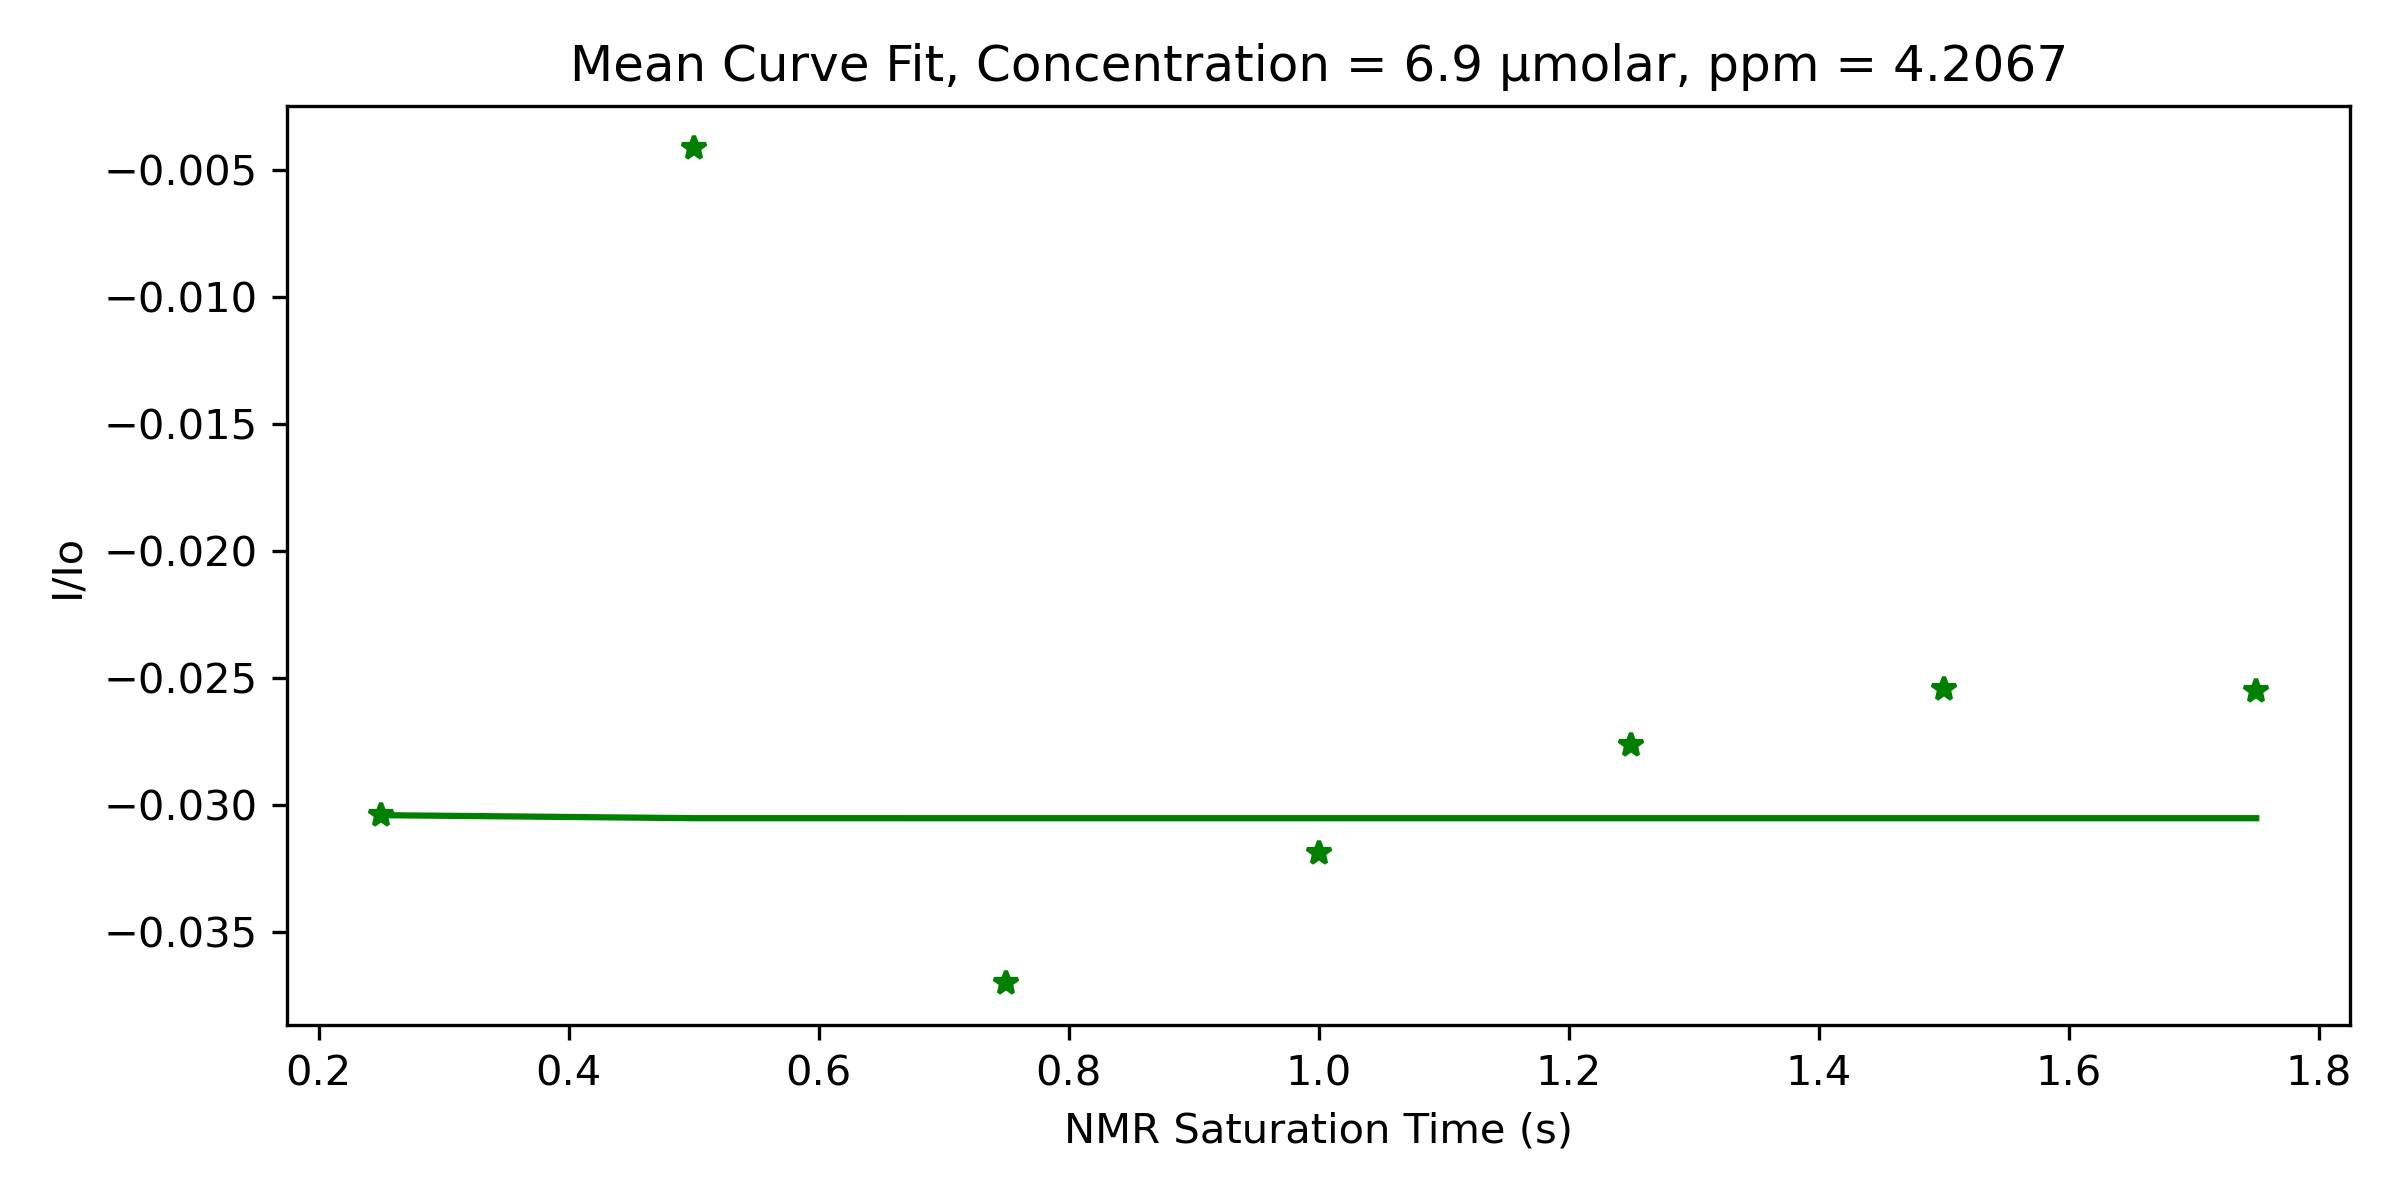 Mean Curve Fit, Concentration = 6.9 µmolar, ppm = 4.2067
−0.005
−0.010
−0.015
−0.020
−0.025
−0.030
−0.035
I/Io
0.2 0.4 0.6 0.8 1.0 1.2 1.4 1.6 1.8
NMR Saturation Time (s)